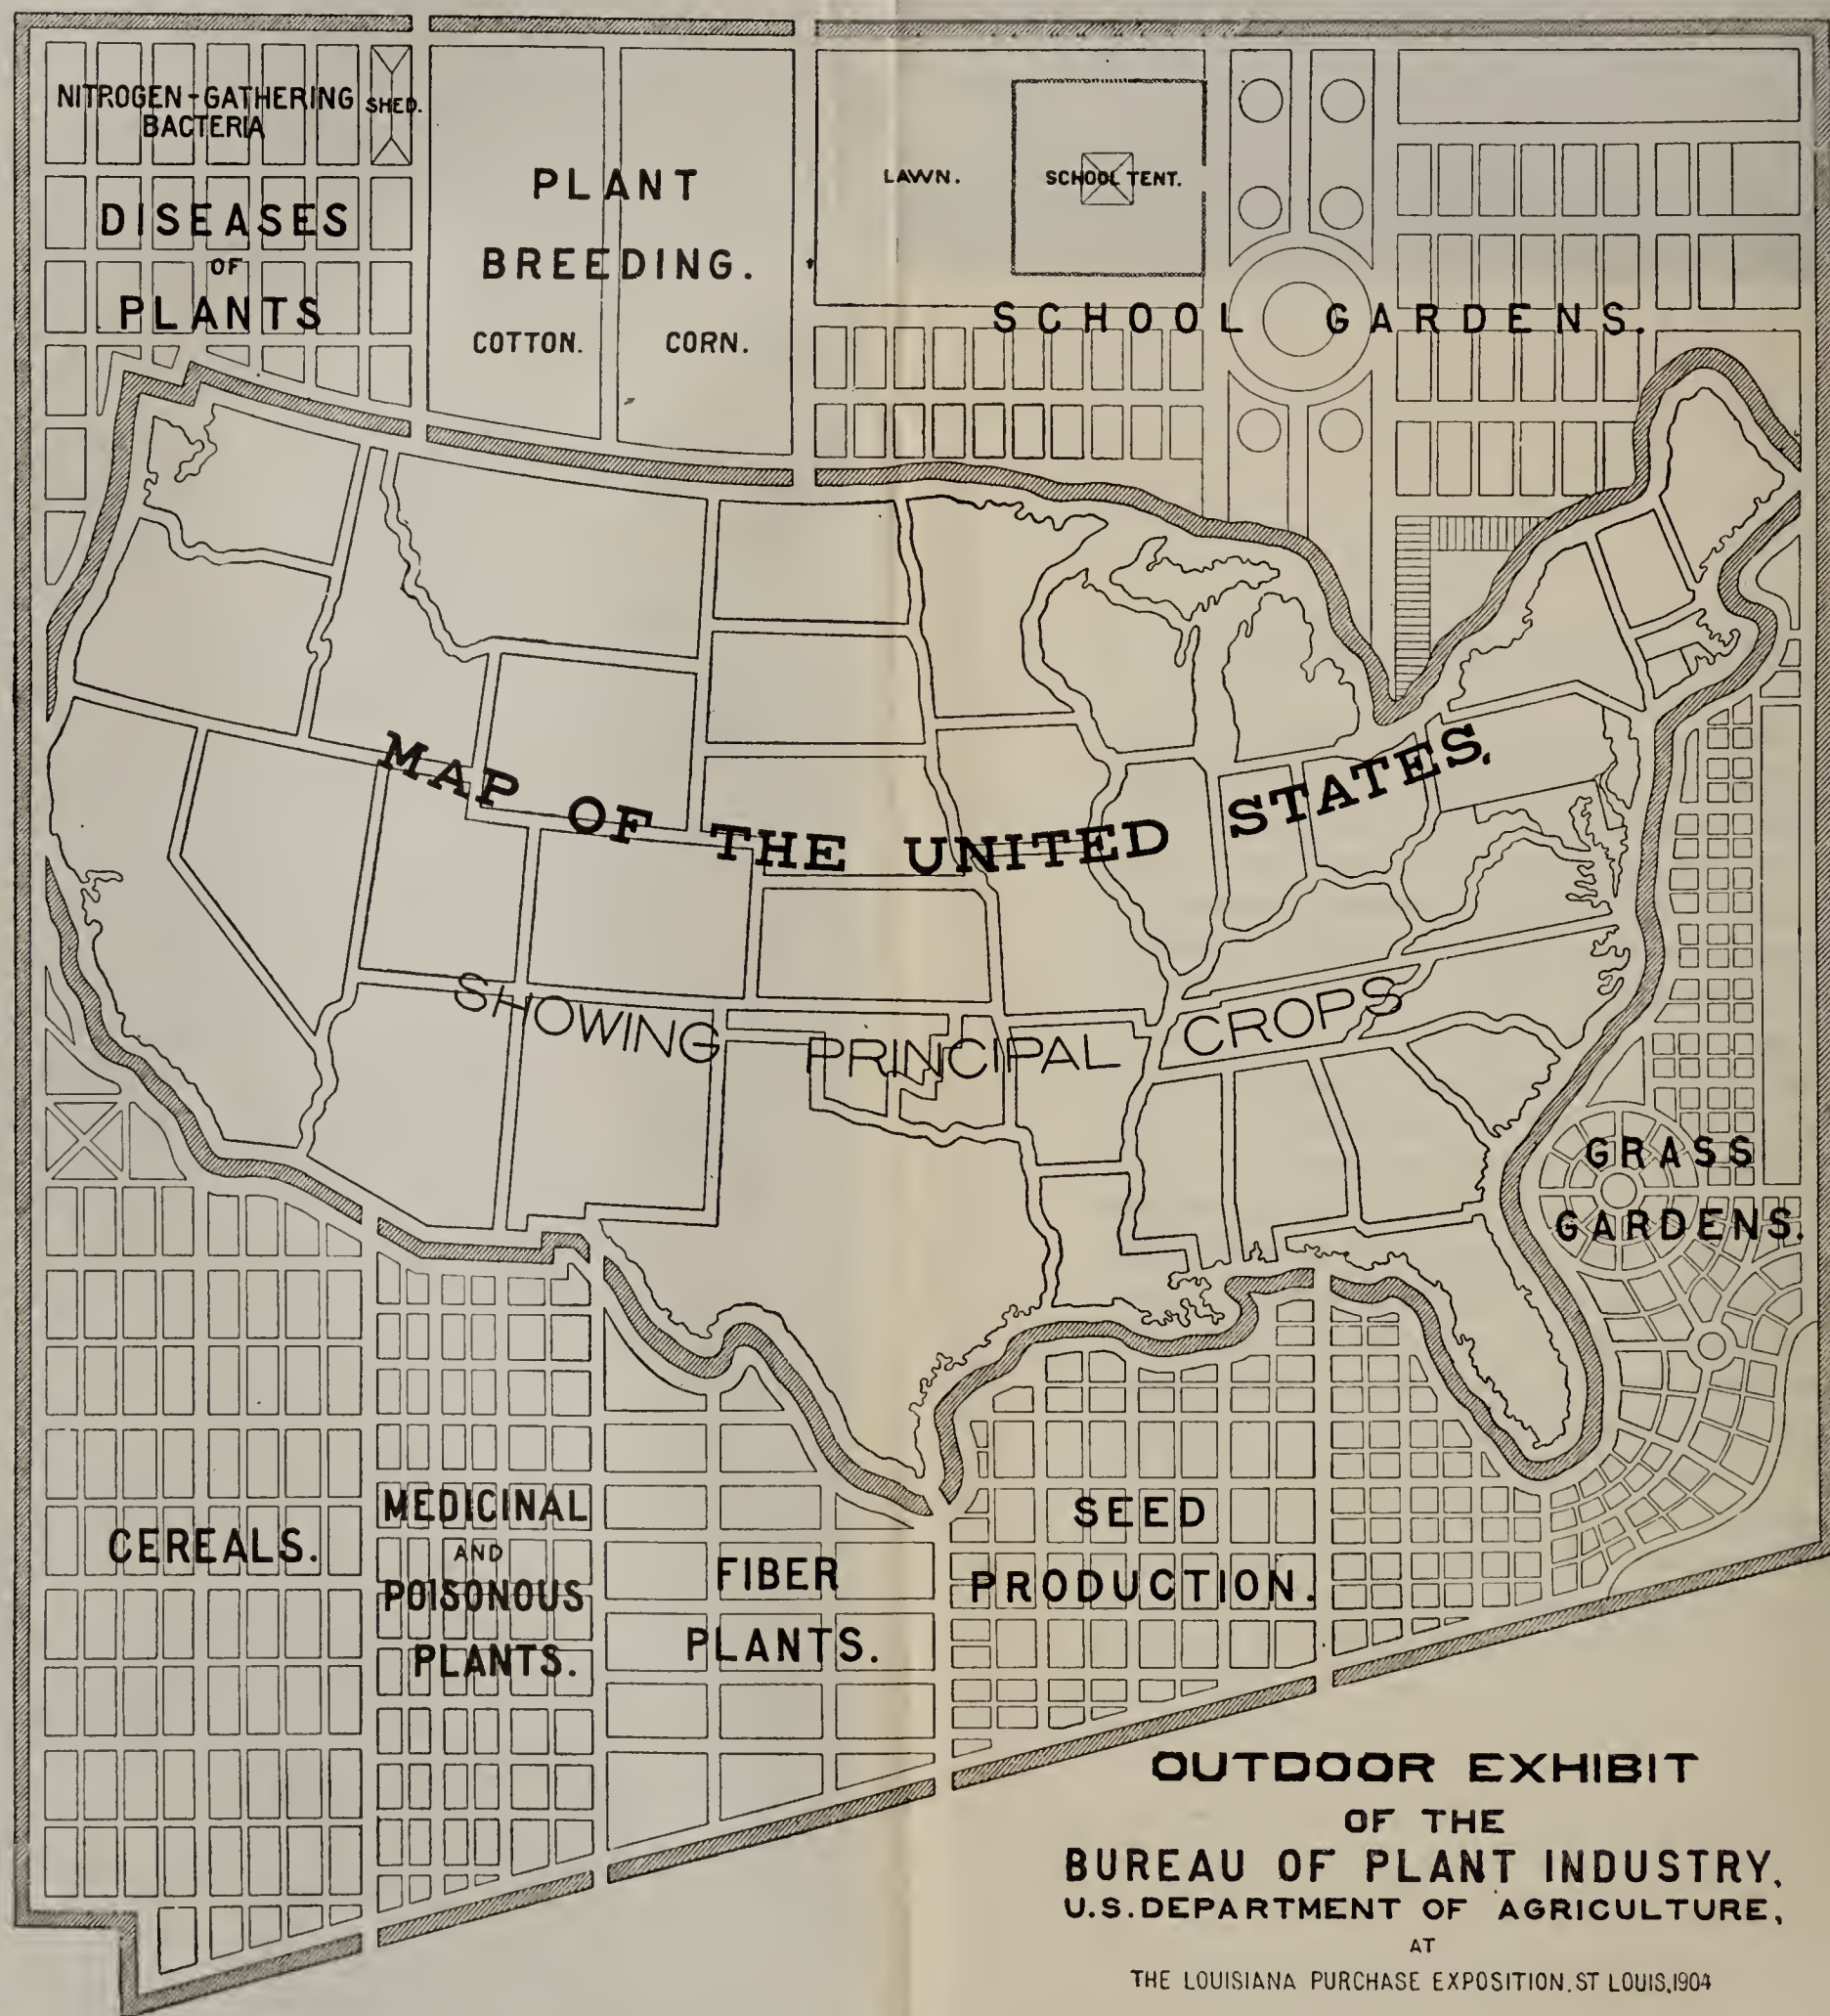 NITROGEN-GATHERING
BACTERIA
SHED.
DISEASES
OF
PLANTS
PLANT
BREEDING.
COTTON.
CORN.
LAWN.
SCHOOL TENT.
SCHOOL GARDENS.
MAP OF THE UNITED STATES.
SHOWING PRINCIPAL CROPS
GRASS
GARDENS.
CEREALS.
MEDICINAL
AND
POISONOUS
PLANTS.
FIBER
PLANTS.
SEED
PRODUCTION.
OUTDOOR EXHIBIT
OF THE
BUREAU OF PLANT INDUSTRY,
U.S. DEPARTMENT OF AGRICULTURE,
AT
THE LOUISIANA PURCHASE EXPOSITION. ST LOUIS, 1904